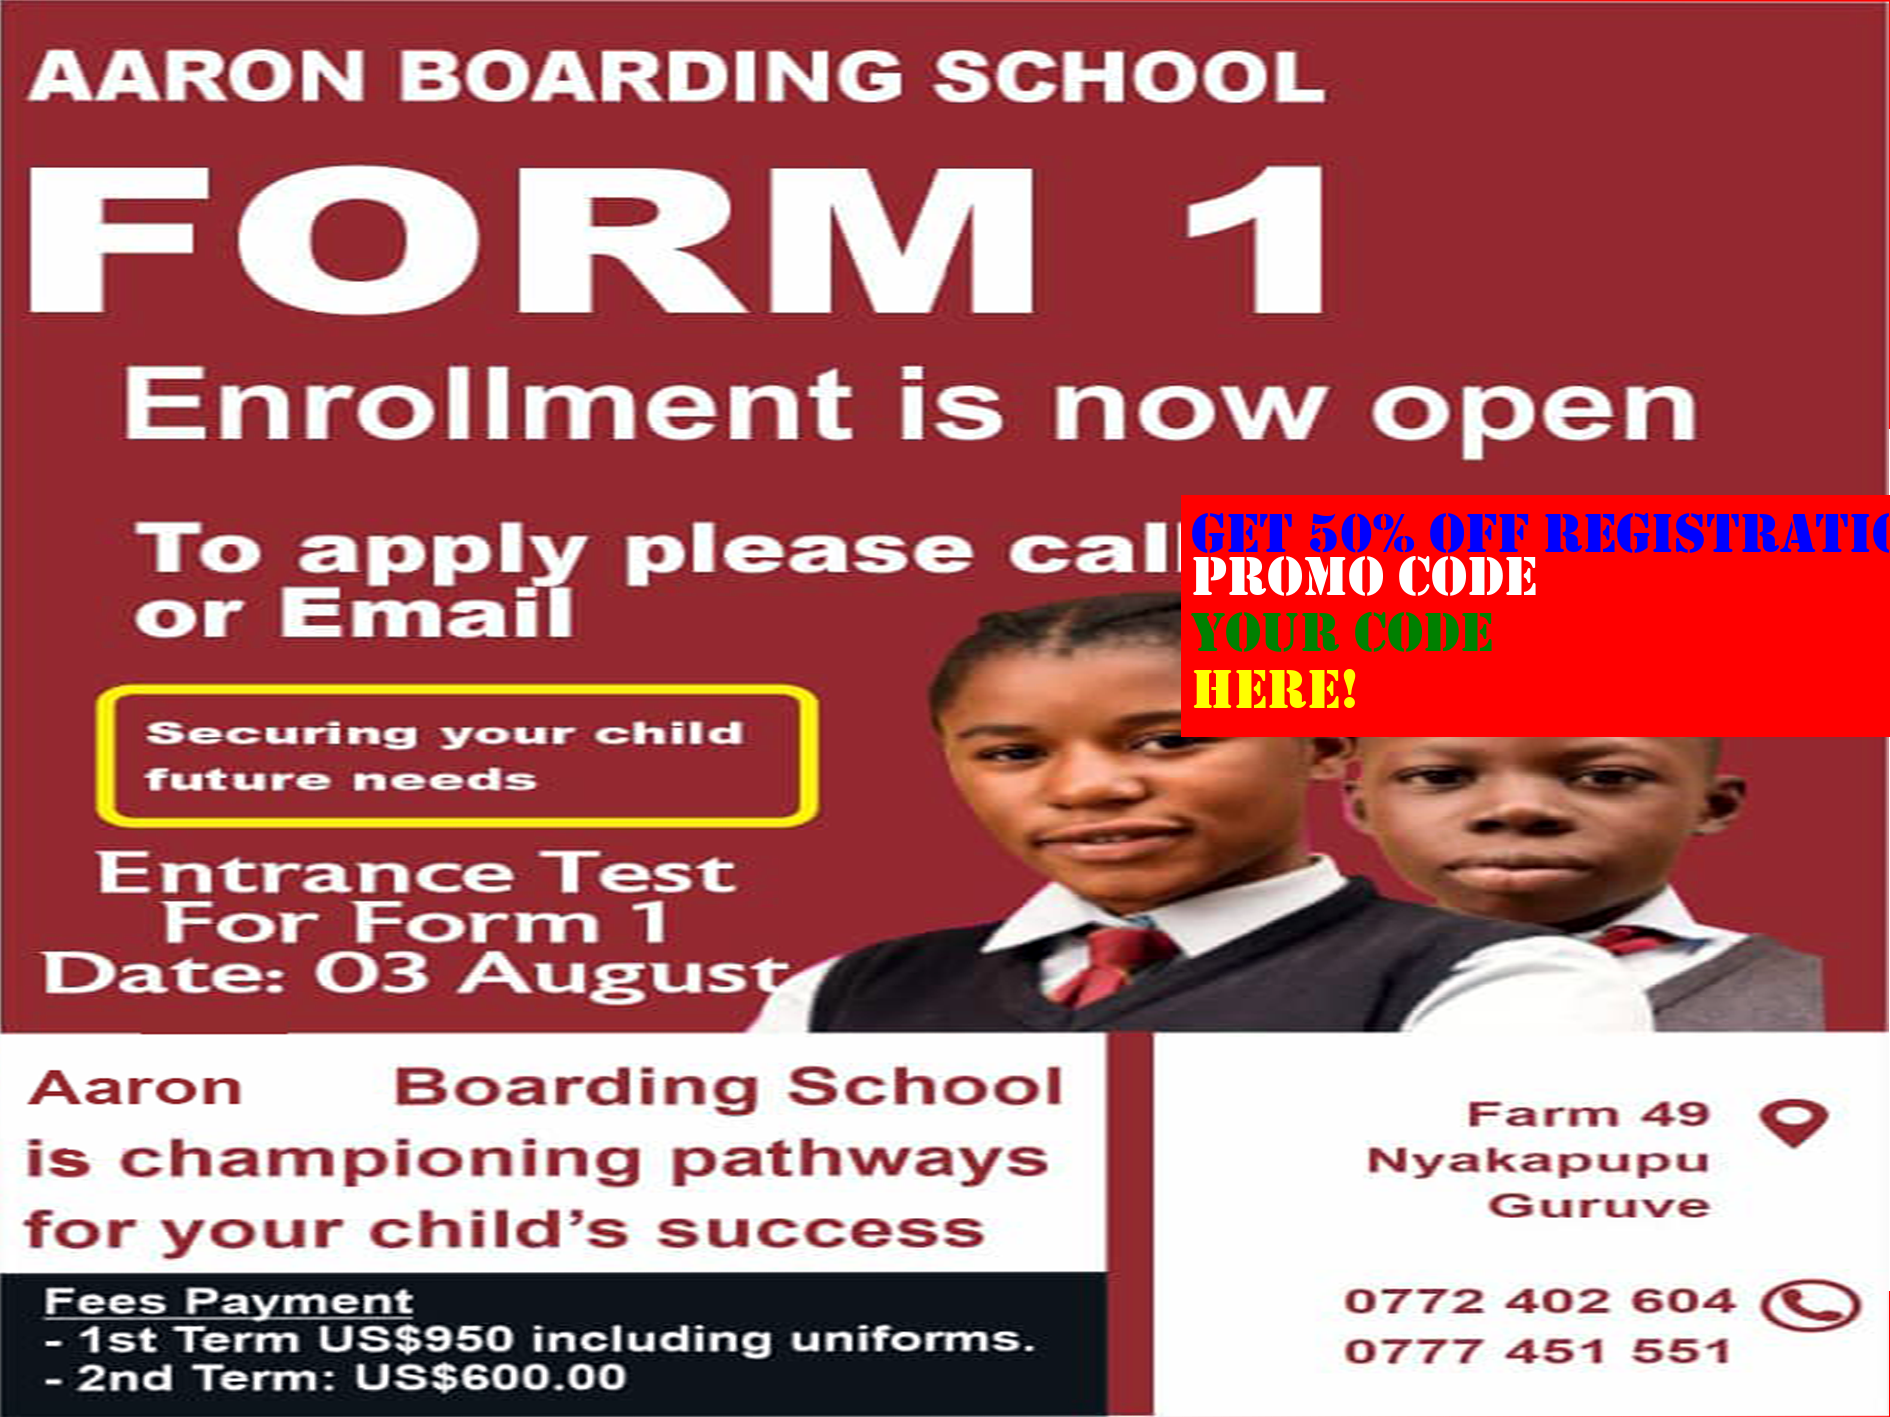 AARON BOARDING SCHOOL
FORM 1
Enrollment is now open
To apply please call
or Email
GET 50% OFF
PROMO CODE
YOUR CODE
HERE!
Securing your child
future needs
Entrance Test
For Form 1
Date: 03 August
Aaron Boarding School
is championing pathways
for your child's success
Fees Payment
- 1st Term US$950 including uniforms.
- 2nd Term: US$600.00
Farm 49
Nyakapupu
Guruve
0772 402 604
0777 451 551